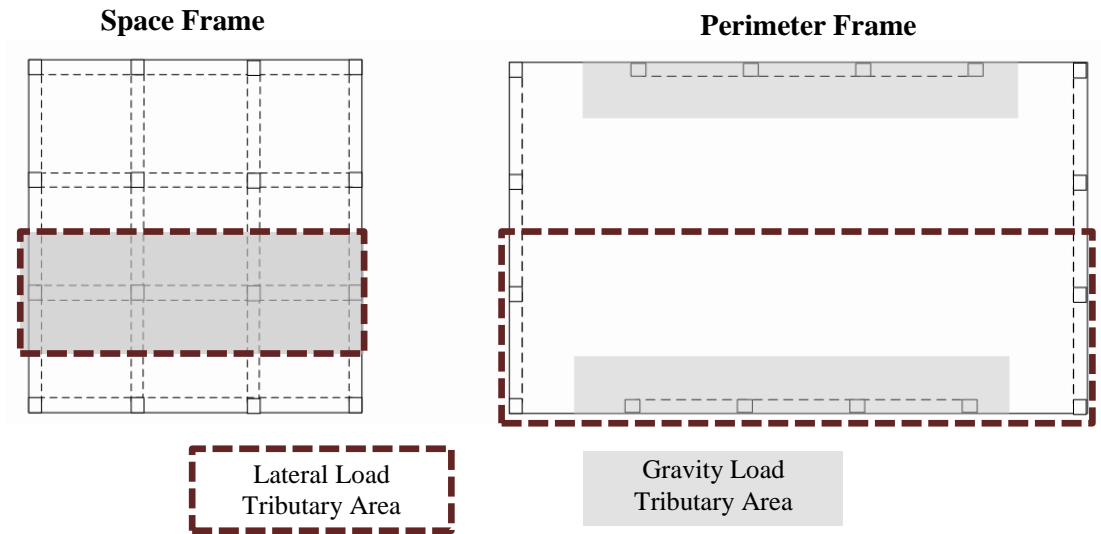 Space Frame
Perimeter Frame
Lateral Load
Tributary Area
Gravity Load
Tributary Area